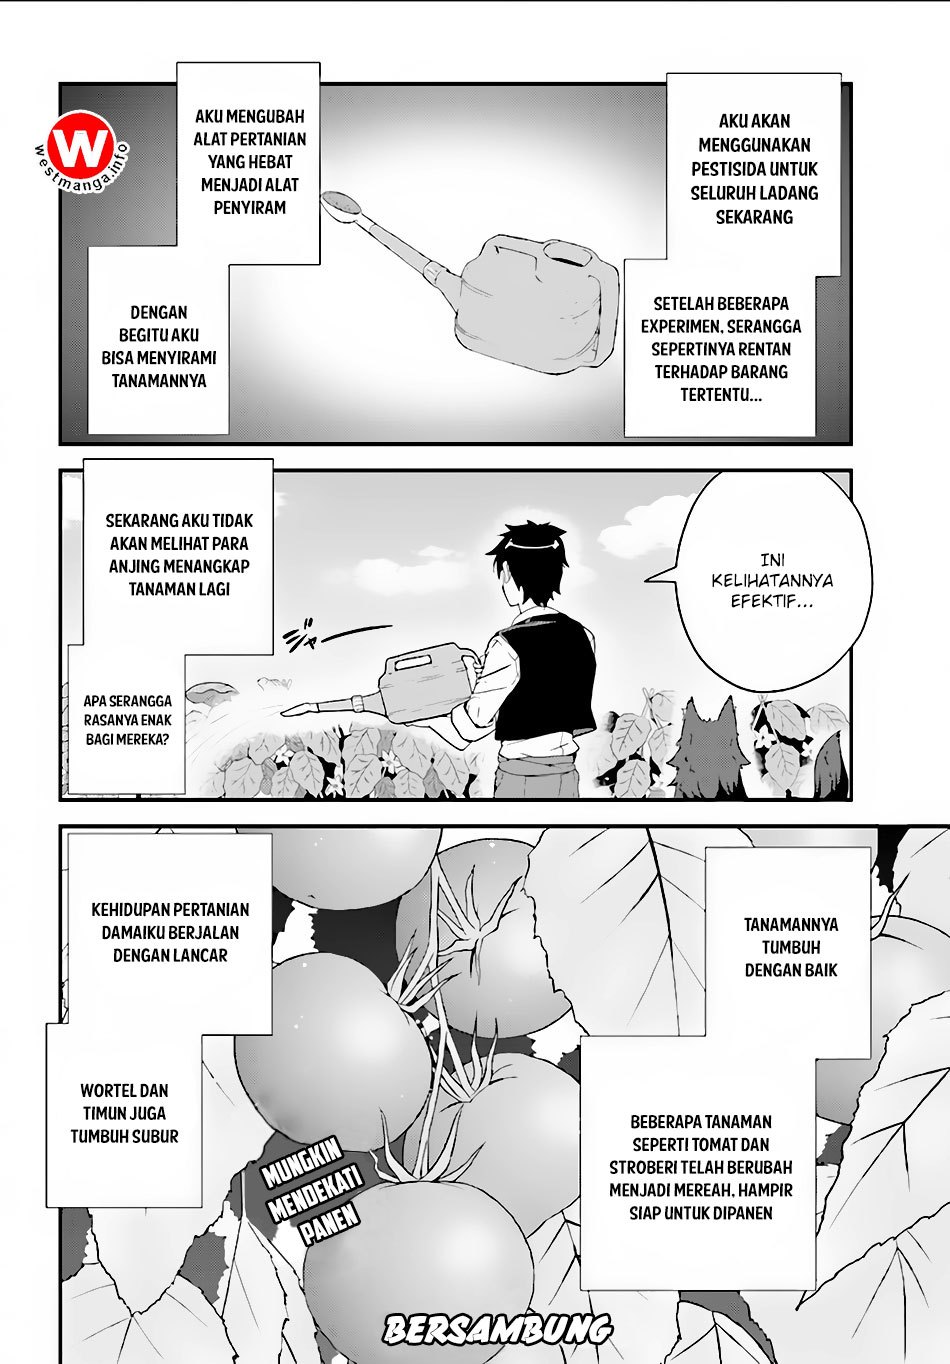 AKU AKAN
MENGGUNAKAN
PESTISIDA UNTUK
SELURUH LADANG
SEKARANG
SETELAH BEBERAPA
EXPERIMEN, SERANGGA
SEPERTINYA RENTAN
TERHADAP BARANG
TERTENTU...
AKU MENGUBAH
ALAT PERTANIAN
YANG HEBAT
MENJADI ALAT
PENYIRAM
DENGAN
BEGITU AKU
BISA MENYIRAMI
TANAMANNYA
W
westmanga.info
INI
KELIHATANNYA
EFEKTIF...
ジャー
SEKARANG AKU TIDAK
AKAN MELIHAT PARA
ANJING MENANGKAP
TANAMAN LAGI
APA SERANGGA
RASANYA ENAK
BAGI MEREKA?
TANAMANNYA
TUMBUH
DENGAN BAIK
BEBERAPA TANAMAN
SEPERTI TOMAT DAN
STROBERI TELAH BERUBAH
MENJADI MEREAH, HAMPIR
SIAP UNTUK DIPANEN
KEHIDUPAN PERTANIAN
DAMAIKU BERJALAN
DENGAN LANCAR
WORTEL DAN
TIMUN JUGA
TUMBUH SUBUR
MUNGKIN
MENDEKATI
PANEN
BERSAMBUNG